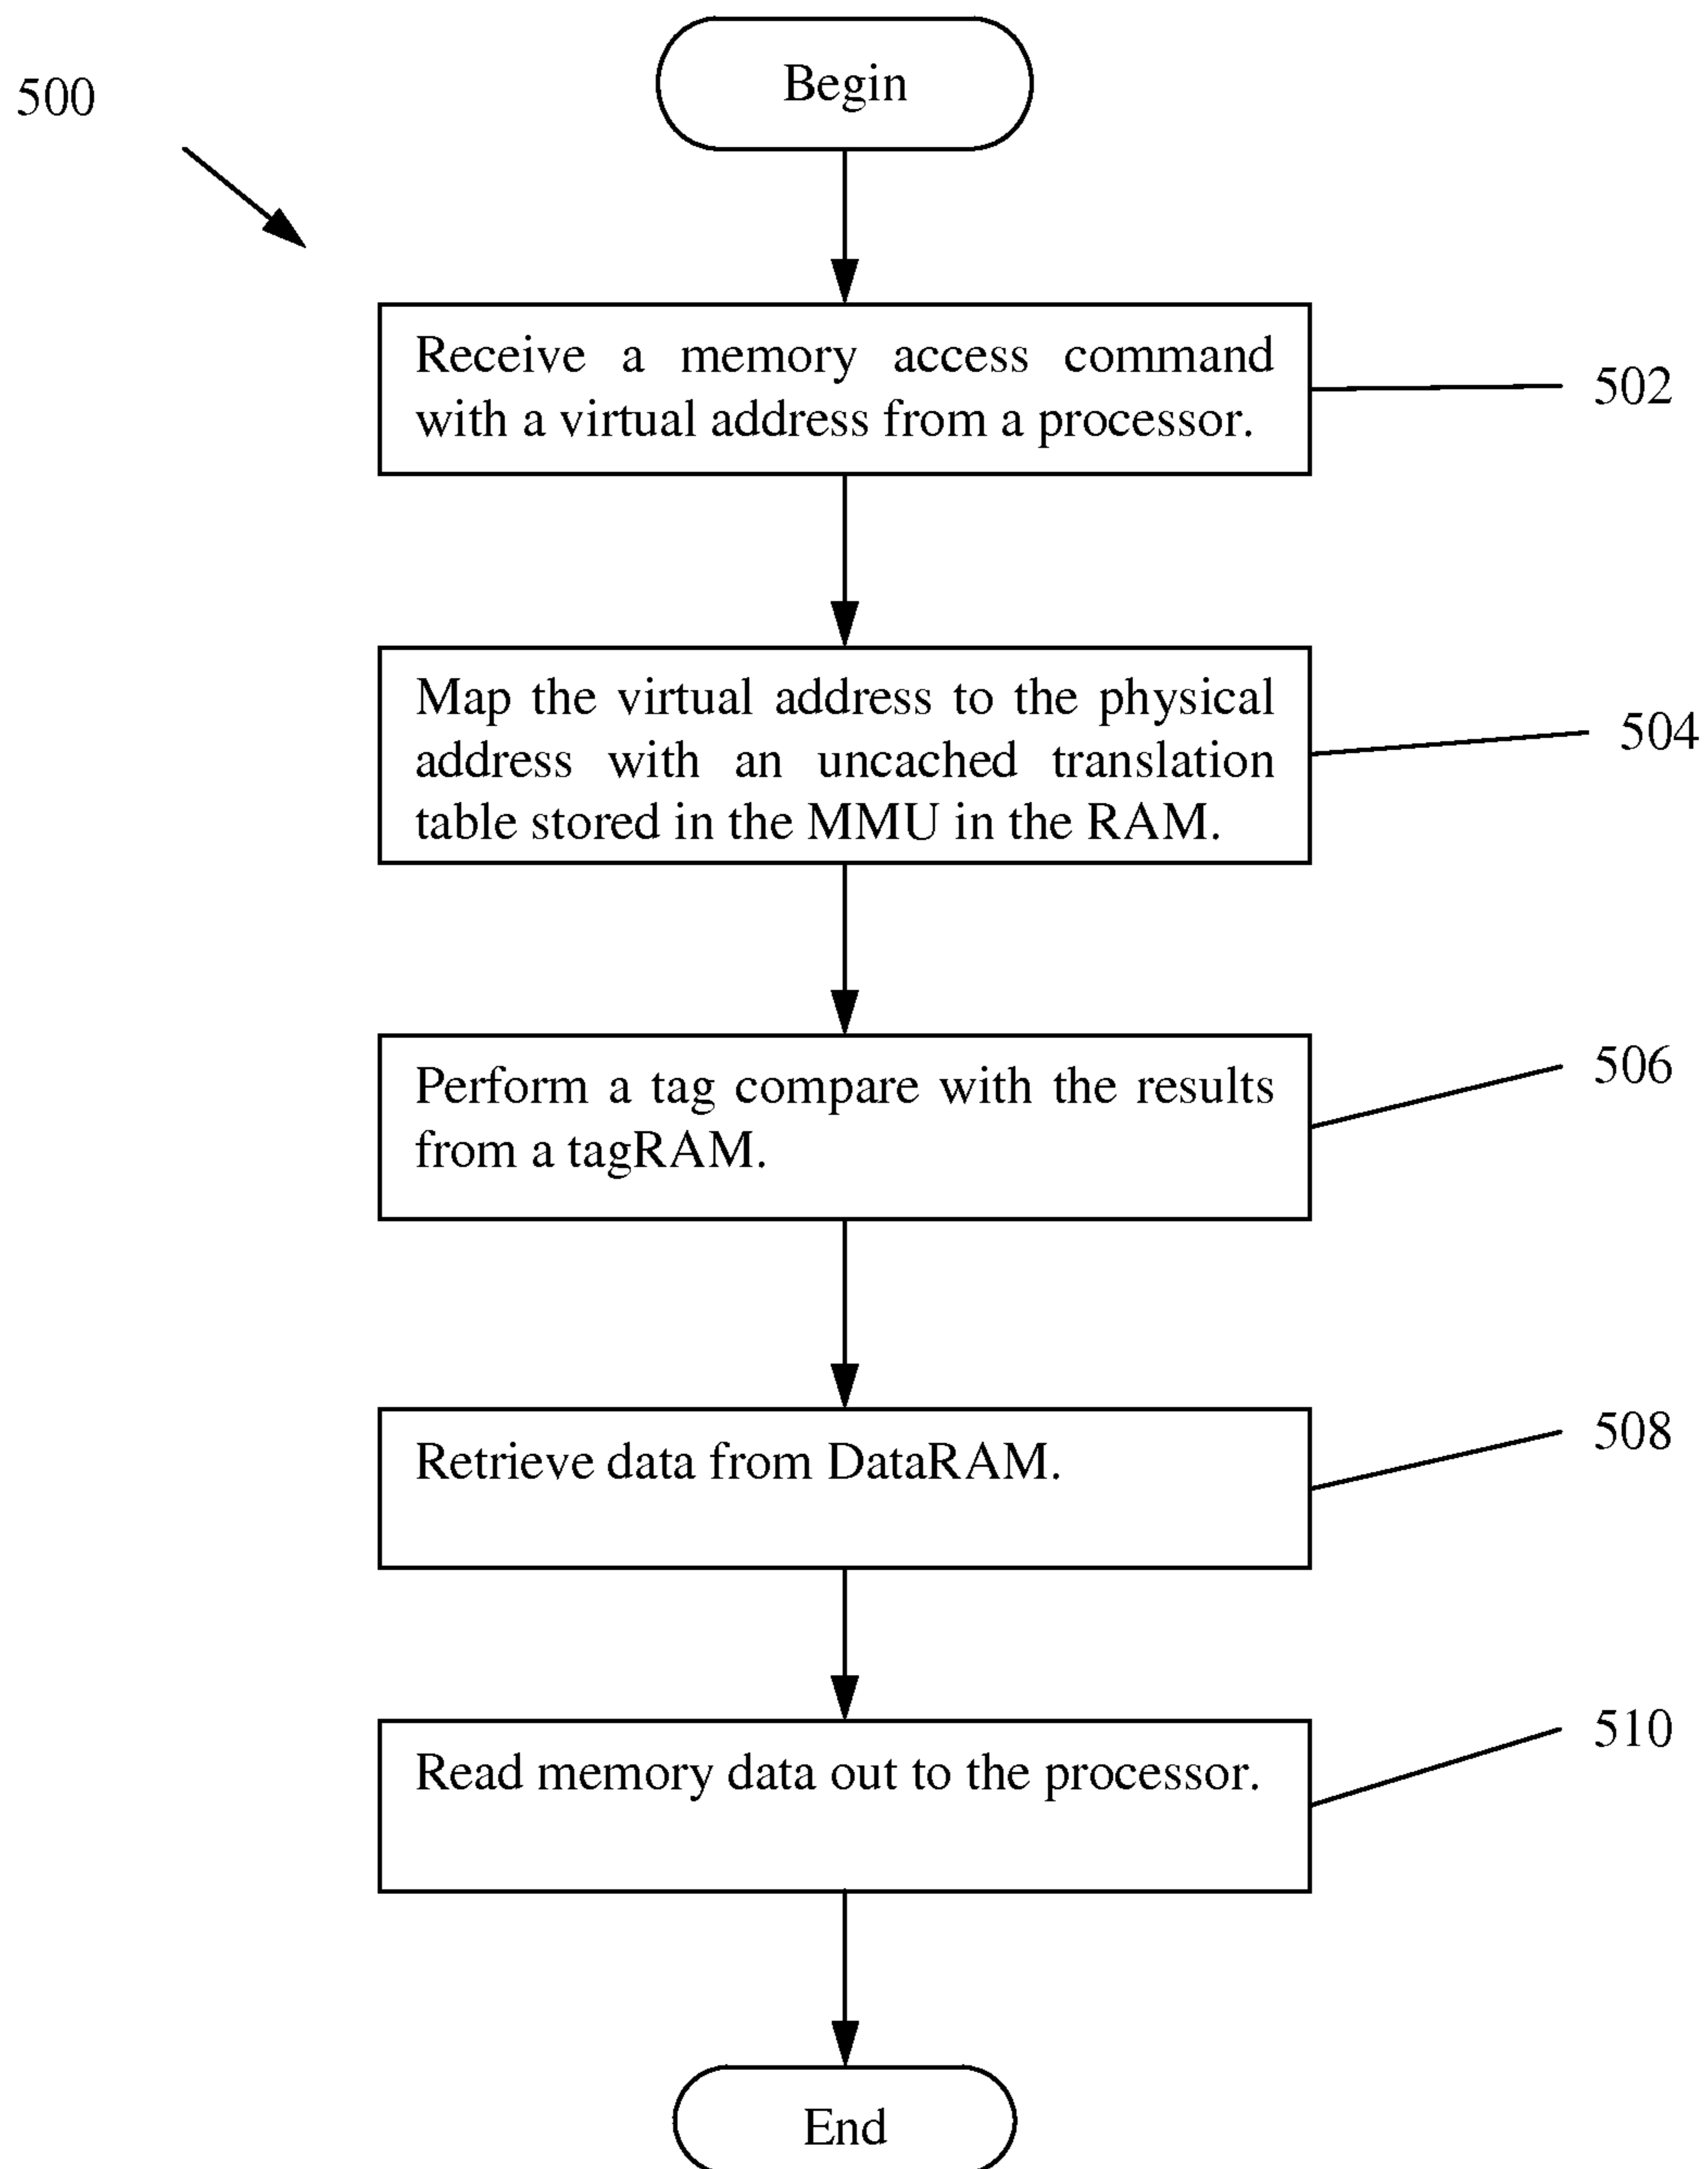 Begin
500
Receive a memory access command
with a virtual address from a processor.
502
Map the virtual address to the physical
address with an uncached translation
table stored in the MMU in the RAM.
504
Perform a tag compare with the results
from a tagRAM.
506
Retrieve data from DataRAM.
508
Read memory data out to the processor.
510
End